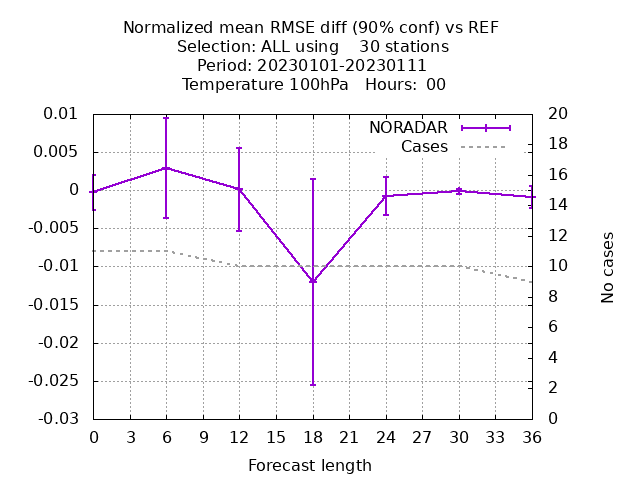 Normalized mean RMSE diff (90% conf) vs REF
Selection: ALL using    30 stations
Period: 20230101-20230111
Temperature 100hPa   Hours:  00
NORADAR
Cases
0.01
0.005
0
-0.005
-0.01
-0.015
-0.02
-0.025
-0.03
20
18
16
14
12
10
8
6
4
2
0
No cases
0 3 6 9 12 15 18 21 24 27 30 33 36
Forecast length